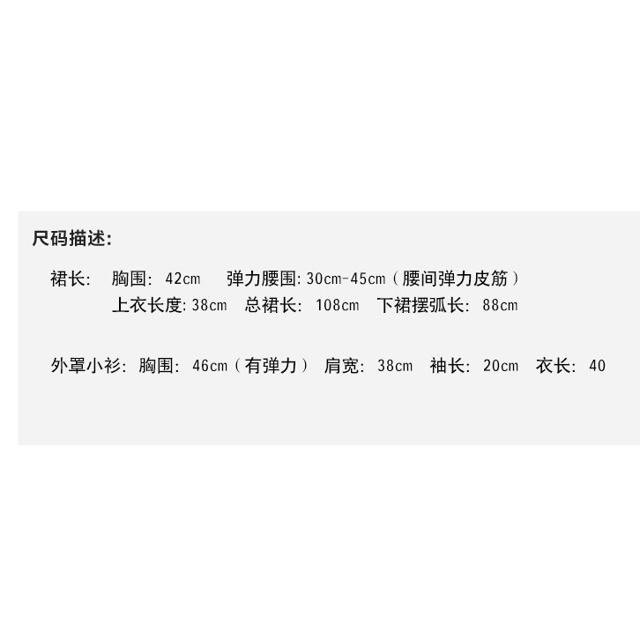 尺码描述:
裙长: 胸围: 42cm 弹力腰围: 30cm-45cm（腰间弹力皮筋）
上衣长度: 38cm 总裙长: 108cm 下裙摆弧长: 88cm
外罩小衫: 胸围: 46cm（有弹力） 肩宽: 38cm 袖长: 20cm 衣长: 40